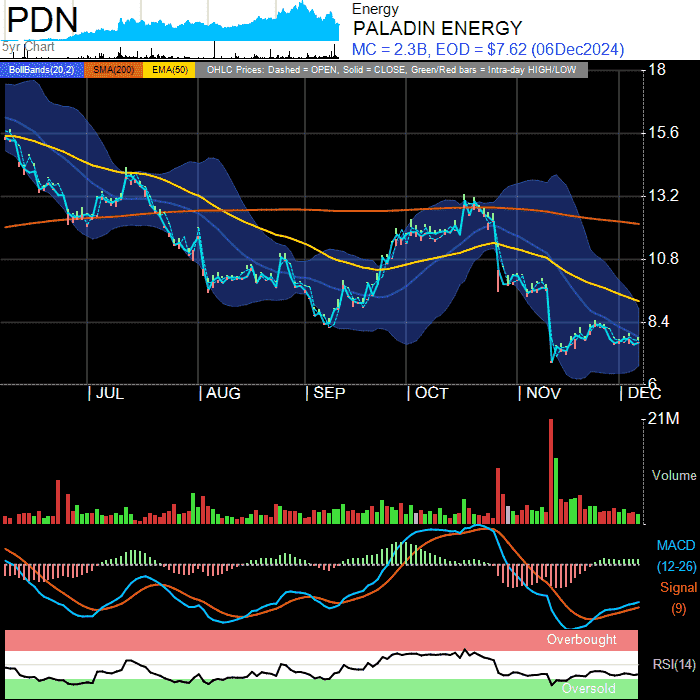 PDN
Energy
PALADIN ENERGY
5yr Chart
MC = 2.3B, EOD = $7.62 (06Dec2024)
BollBands(20,2) SMA(200) EMA(50) OHLC Prices: Dashed = OPEN, Solid = CLOSE, Green/Red bars = Intra-day HIGH/LOW
18
15.6
13.2
10.8
8.4
6
| JUL | AUG | SEP | OCT | NOV | DEC
21M
Volume
MACD
(12-26)
Signal
(9)
Overbought
RSI(14)
Oversold